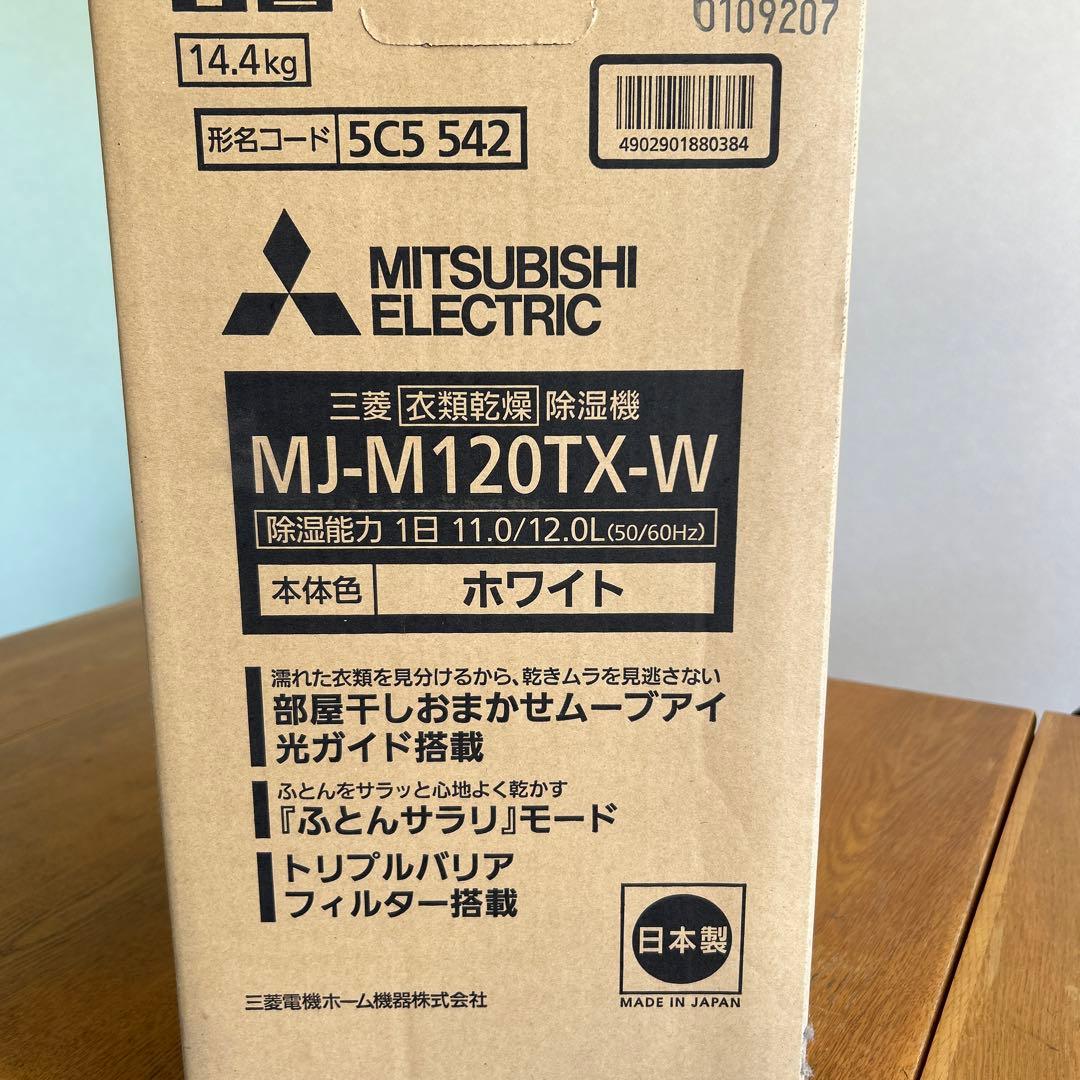 0109207
14.4kg
形名コード 5C5 542
4902901880384
MITSUBISHI
ELECTRIC
三菱 衣類乾燥 除湿機
MJ-M120TX-W
除湿能力 1日 11.0/12.0L(50/60Hz)
本体色 ホワイト
濡れた衣類を見分けるから、乾きムラを見逃さない
部屋干しおまかせムーブアイ
光ガイド搭載
ふとんをサラッと心地よく乾かす
『ふとんサラリ』モード
トリプルバリア
フィルター搭載
日本製
MADE IN JAPAN
三菱電機ホーム機器株式会社